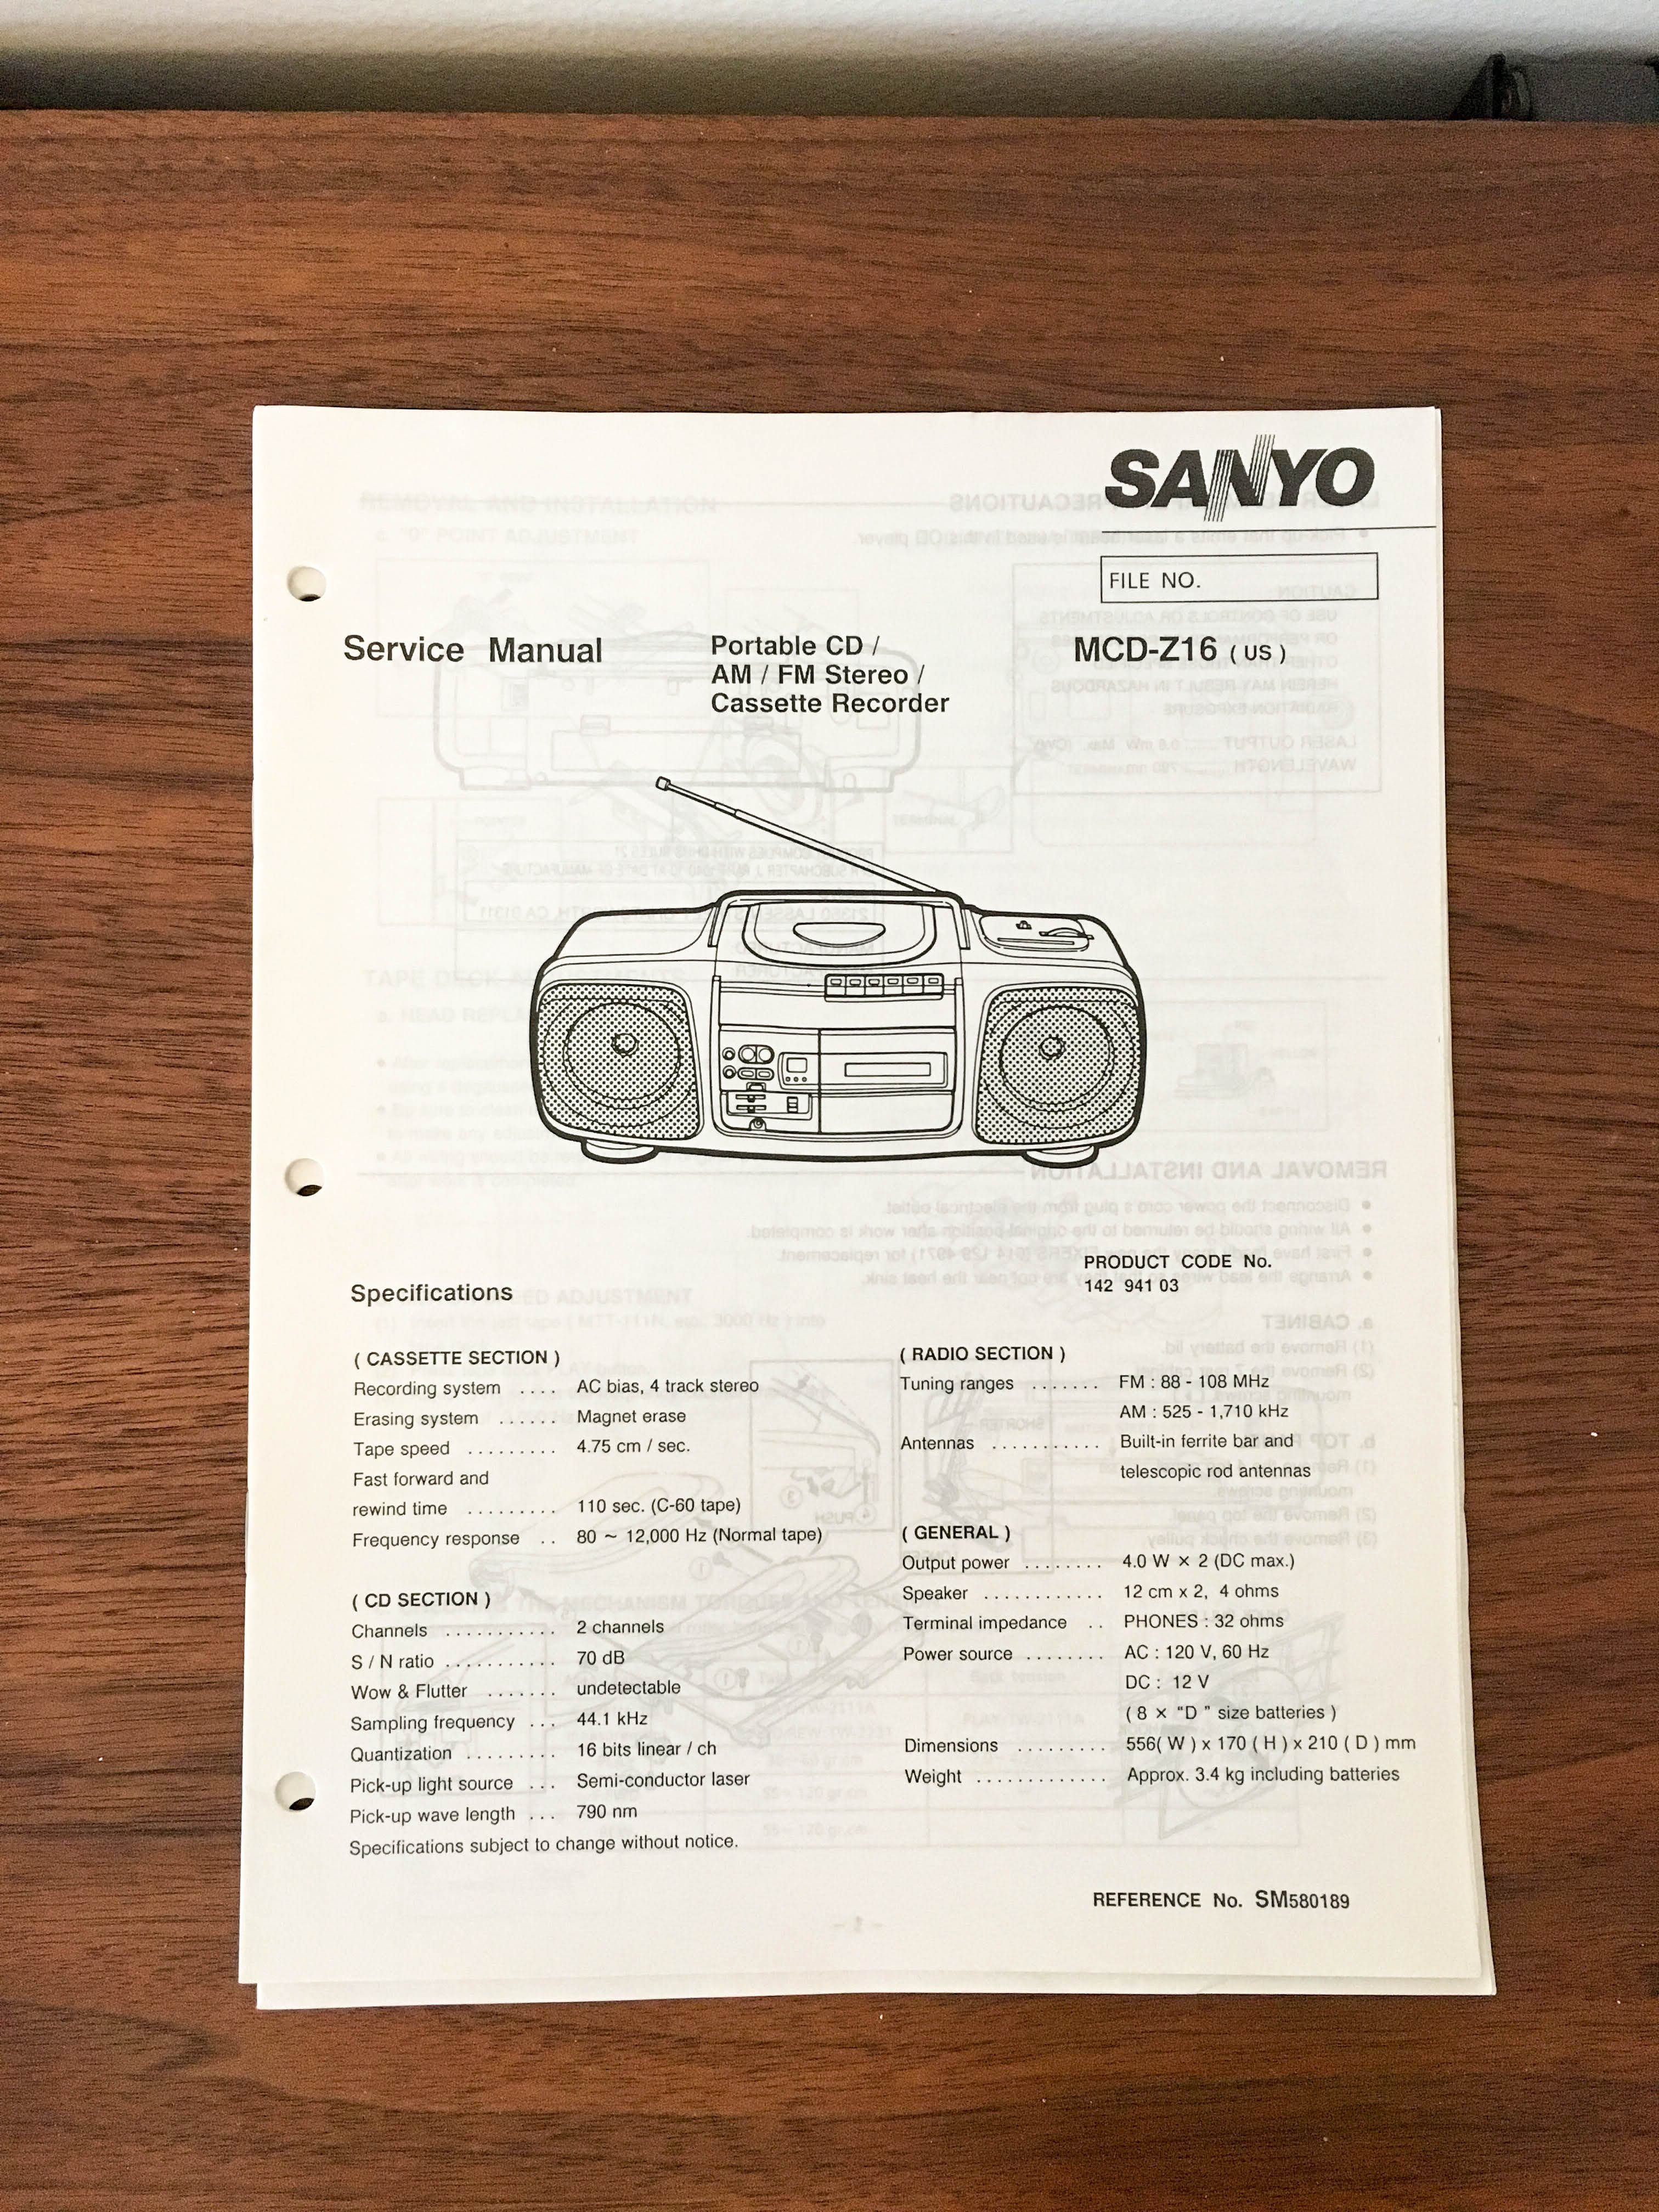 SANYO
FILE NO.
Service Manual
Portable CD /
AM / FM Stereo /
Cassette Recorder
MCD-Z16 ( US )
PRODUCT CODE No.
142 941 03
Specifications
( CASSETTE SECTION )
Recording system .... AC bias, 4 track stereo
Erasing system ...... Magnet erase
Tape speed ......... 4.75 cm / sec.
Fast forward and
rewind time ......... 110 sec. (C-60 tape)
Frequency response .. 80 ~ 12,000 Hz (Normal tape)
( CD SECTION )
Channels ........... 2 channels
S / N ratio ........... 70 dB
Wow & Flutter ....... undetectable
Sampling frequency ... 44.1 kHz
Quantization ......... 16 bits linear / ch
Pick-up light source ... Semi-conductor laser
Pick-up wave length ... 790 nm
Specifications subject to change without notice.
( RADIO SECTION )
Tuning ranges ....... FM : 88 - 108 MHz
AM : 525 - 1,710 kHz
Antennas ........... Built-in ferrite bar and
telescopic rod antennas
( GENERAL )
Output power ........ 4.0 W × 2 (DC max.)
Speaker ............ 12 cm x 2, 4 ohms
Terminal impedance .. PHONES : 32 ohms
Power source ........ AC : 120 V, 60 Hz
DC : 12 V
( 8 × "D " size batteries )
Dimensions ......... 556( W ) x 170 ( H ) x 210 ( D ) mm
Weight ............. Approx. 3.4 kg including batteries
REFERENCE No. SM580189